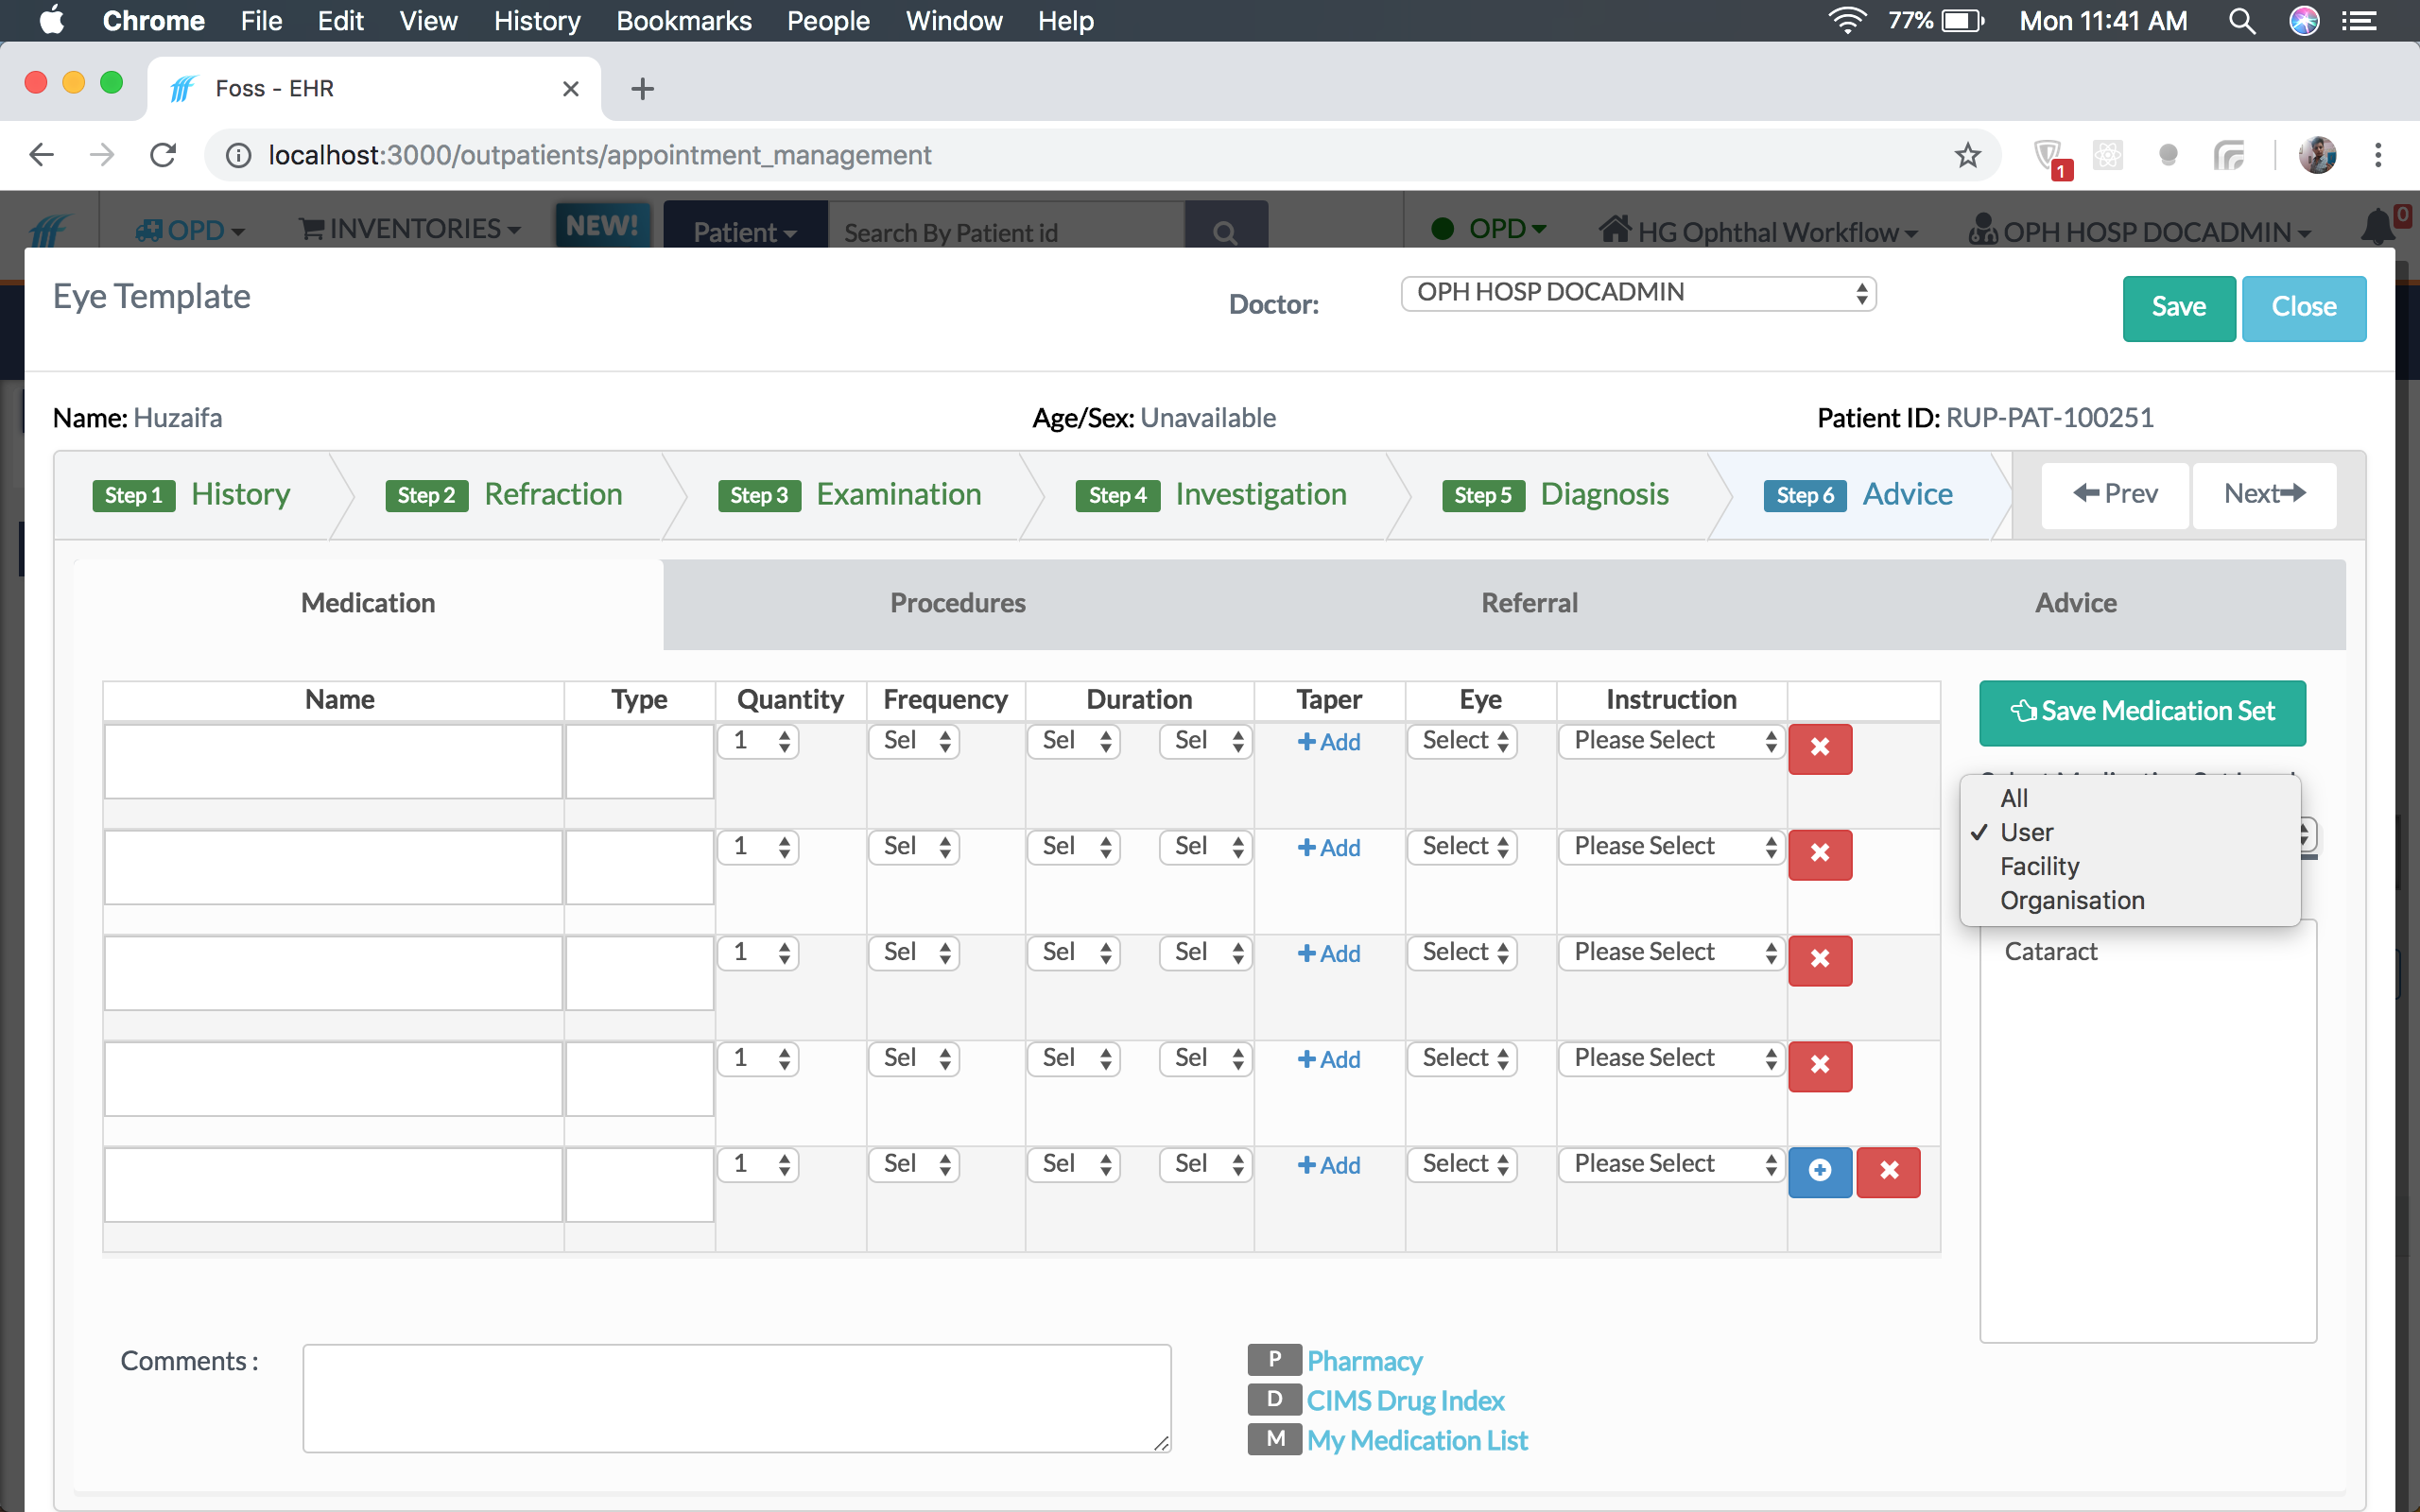 Chrome File Edit View History Bookmarks People Window Help 77% Mon 11:41 AM
Foss - EHR
localhost:3000/outpatients/appointment_management 1
OPD INVENTORIES NEW! Patient Search By Patient id OPD HG Ophthal Workflow OPH HOSP DOCADMIN 0
Eye Template Doctor: OPH HOSP DOCADMIN Save Close
Name: Huzaifa Age/Sex: Unavailable Patient ID: RUP-PAT-100251
Step 1 History Step 2 Refraction Step 3 Examination Step 4 Investigation Step 5 Diagnosis Step 6 Advice Prev Next
Medication Procedures Referral Advice
Name Type Quantity Frequency Duration Taper Eye Instruction
1 Sel Sel Sel Add Select Please Select
1 Sel Sel Sel Add Select Please Select
1 Sel Sel Sel Add Select Please Select
1 Sel Sel Sel Add Select Please Select
1 Sel Sel Sel Add Select Please Select
Save Medication Set
All
✓ User
Facility
Organisation
Cataract
Comments :
P Pharmacy
D CIMS Drug Index
M My Medication List